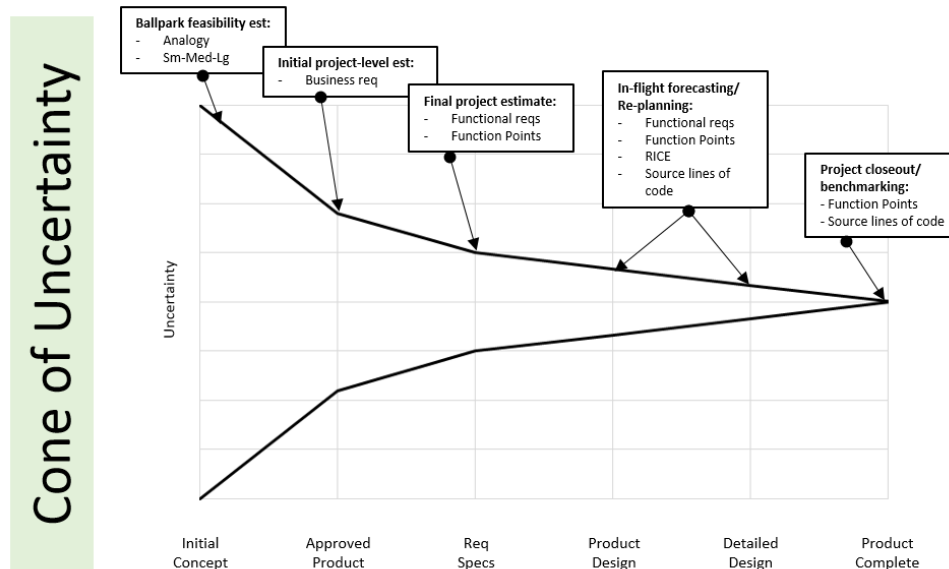 Cone of Uncertainty
Ballpark feasibility est:
- Analogy
- Sm-Med-Lg
Initial project-level est:
- Business req
Final project estimate:
- Functional reqs
- Function Points
In-flight forecasting/
Re-planning:
- Functional reqs
- Function Points
- RICE
- Source lines of
code
Project closeout/
benchmarking:
- Function Points
- Source lines of code
Uncertainty
Initial
Concept
Approved
Product
Req
Specs
Product
Design
Detailed
Design
Product
Complete